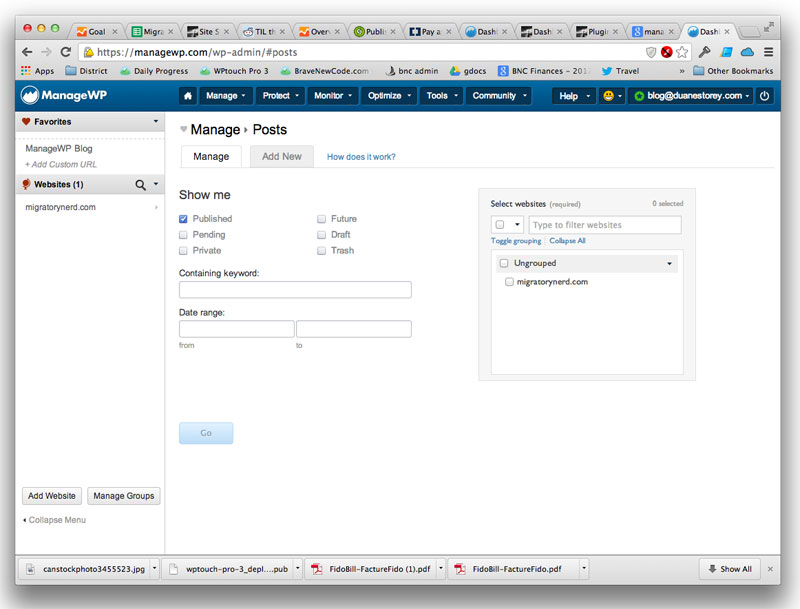 Goal
Migra
Site S
TIL th
Overv
Publis
Pay a
Dashl
Dash
Plugin
mana
Dashl
https://managewp.com/wp-admin/#posts
Apps District Daily Progress WPtouch Pro 3 BraveNewCode.com bnc admin gdocs BNC Finances - 201 Travel » Other Bookmarks
ManageWP Manage Protect Monitor Optimize Tools Community Help blog@duanestorey.com
Favorites
ManageWP Blog
+ Add Custom URL
Websites (1)
migratorynerd.com
Add Website Manage Groups
Collapse Menu
Manage Posts
Manage Add New How does it work?
Show me
Published Future
Pending Draft
Private Trash
Containing keyword:
Date range:
from to
Go
Select websites (required) 0 selected
Type to filter websites
Toggle grouping Collapse All
Ungrouped
migratorynerd.com
canstockphoto3455523.jpg wptouch-pro-3_depl....pub FidoBill-FactureFido (1).pdf FidoBill-FactureFido.pdf Show All